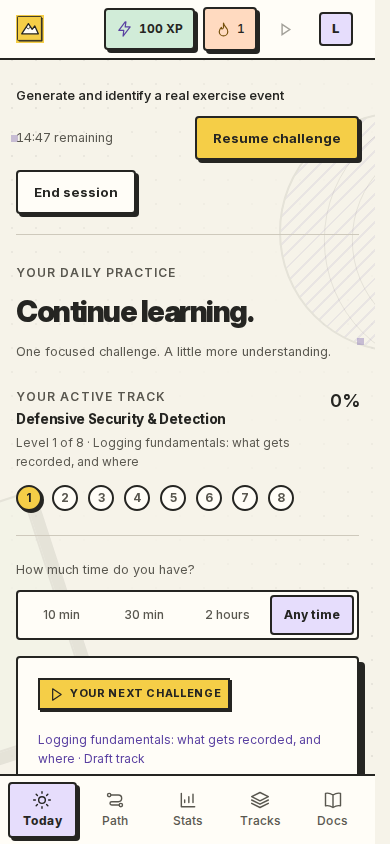 100 XP
1
L
Generate and identify a real exercise event
14:47 remaining
Resume challenge
End session
YOUR DAILY PRACTICE
Continue learning.
One focused challenge. A little more understanding.
YOUR ACTIVE TRACK
0%
Defensive Security & Detection
Level 1 of 8 · Logging fundamentals: what gets
recorded, and where
1 2 3 4 5 6 7 8
How much time do you have?
10 min 30 min 2 hours Any time
YOUR NEXT CHALLENGE
Logging fundamentals: what gets recorded, and
where · Draft track
Today Path Stats Tracks Docs